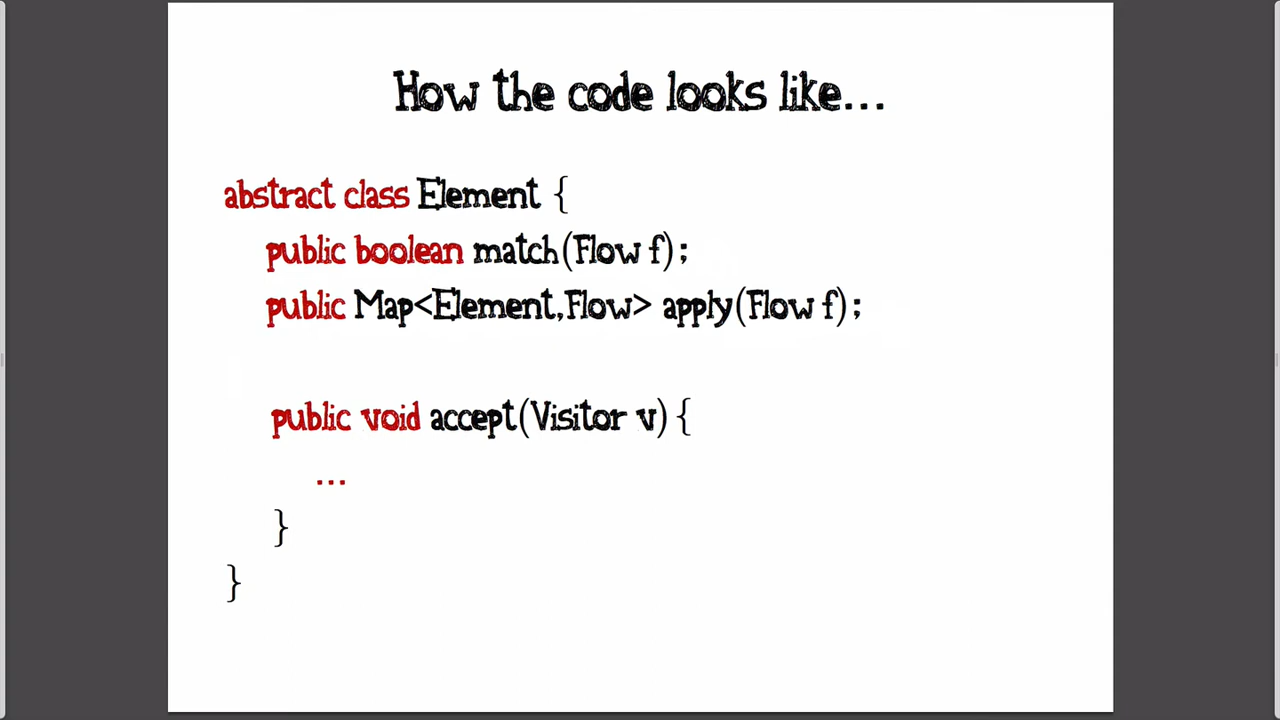 How the code looks like...
abstract class Element {
public boolean match(Flow f);
public Map<Element,Flow> apply(Flow f);
public void accept(Visitor v) {
...
}
}